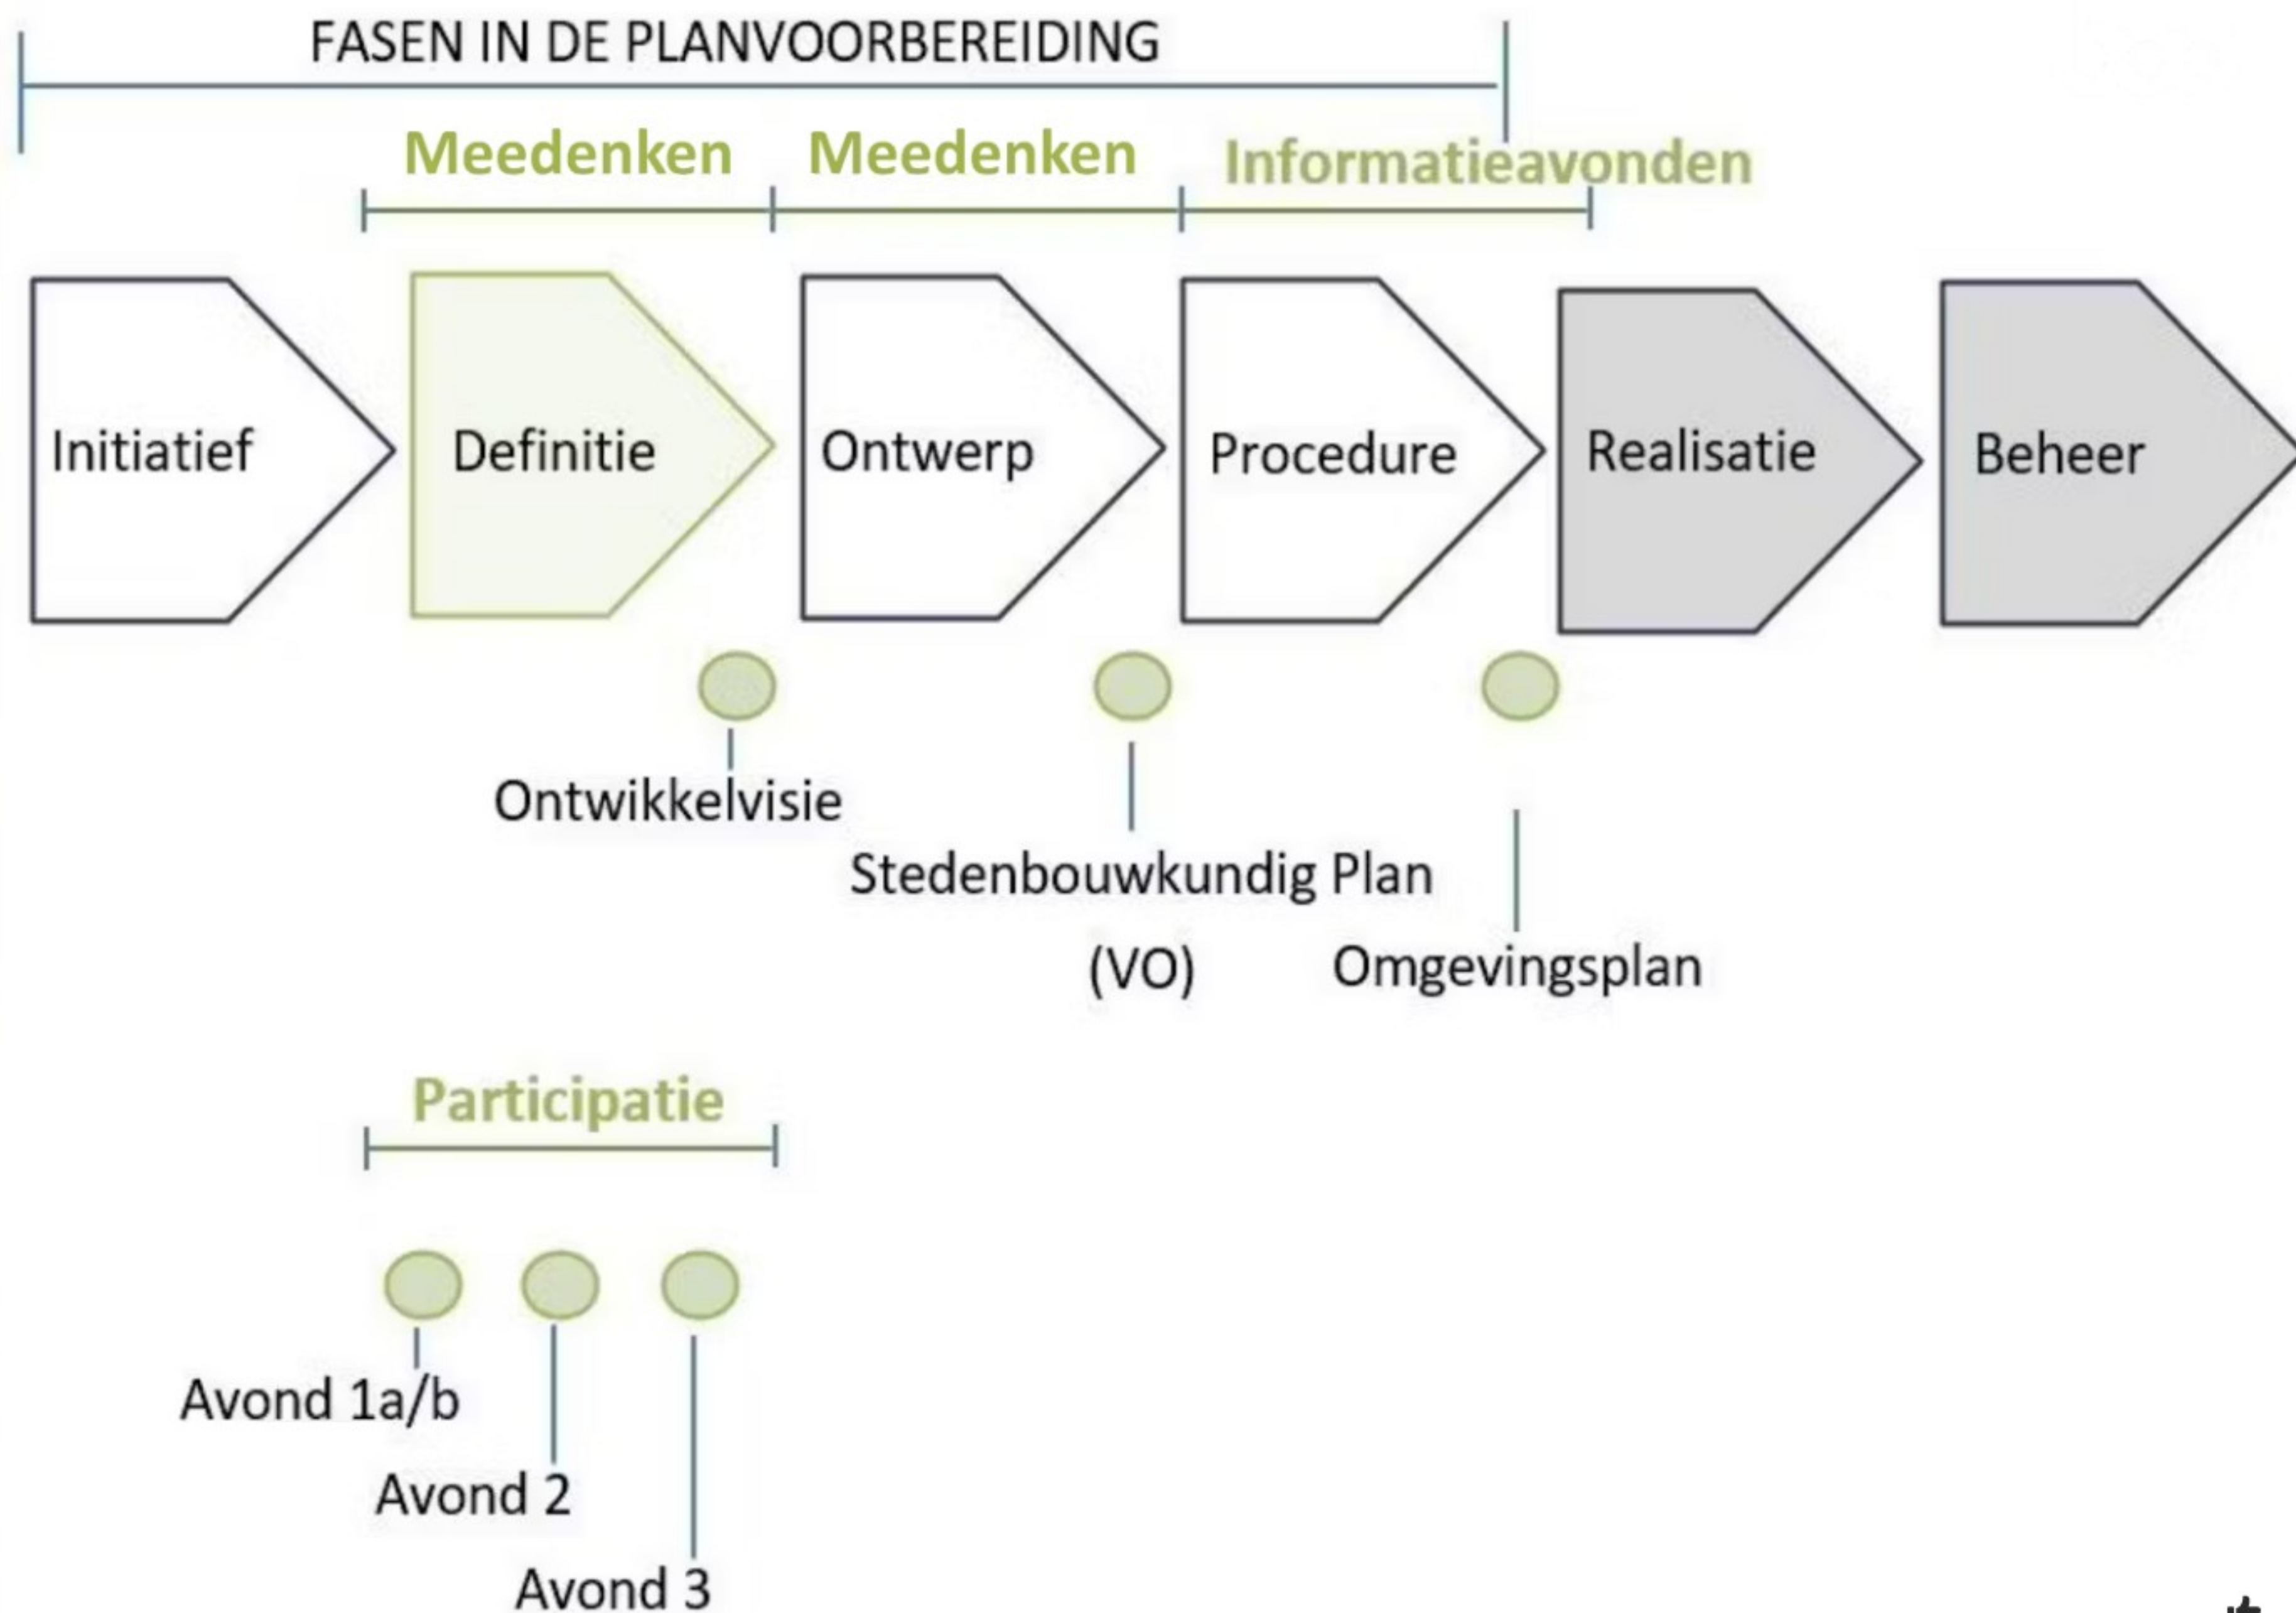 FASEN IN DE PLANVOORBEREIDING
Meedenken
Meedenken
Informatieavonden
Initiatief
Definitie
Ontwerp
Procedure
Realisatie
Beheer
Ontwikkelvisie
Stedenbouwkundig Plan
(VO)
Omgevingsplan
Participatie
Avond 1a/b
Avond 2
Avond 3